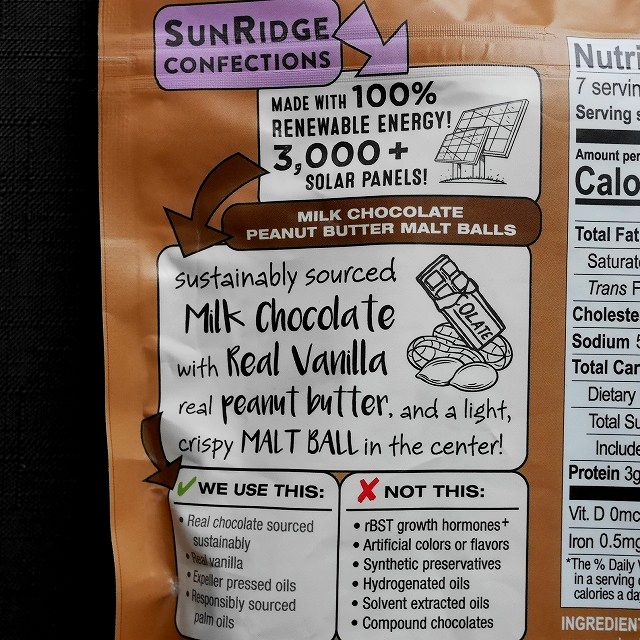 SUNRIDGE
CONFECTIONS
MADE WITH 100%
RENEWABLE ENERGY!
3,000+
SOLAR PANELS!
MILK CHOCOLATE
PEANUT BUTTER MALT BALLS
sustainably sourced
Milk Chocolate
with Real Vanilla
real peanut butter, and a light,
crispy MALT BALL in the center!
OLATE
✓ WE USE THIS:
• Real chocolate sourced
sustainably
• Real vanilla
• Expeller pressed oils
• Responsibly sourced
palm oils
✗ NOT THIS:
• rBST growth hormones+
• Artificial colors or flavors
• Synthetic preservatives
• Hydrogenated oils
• Solvent extracted oils
• Compound chocolates
Nutri
7 servin
Serving s
Amount per
Calo
Total Fat
Saturate
Trans F
Choleste
Sodium 5
Total Car
Dietary
Total Su
Include
Protein 3g
Vit. D 0mc
Iron 0.5mg
*The % Daily V
in a serving o
calories a da
INGREDIEN